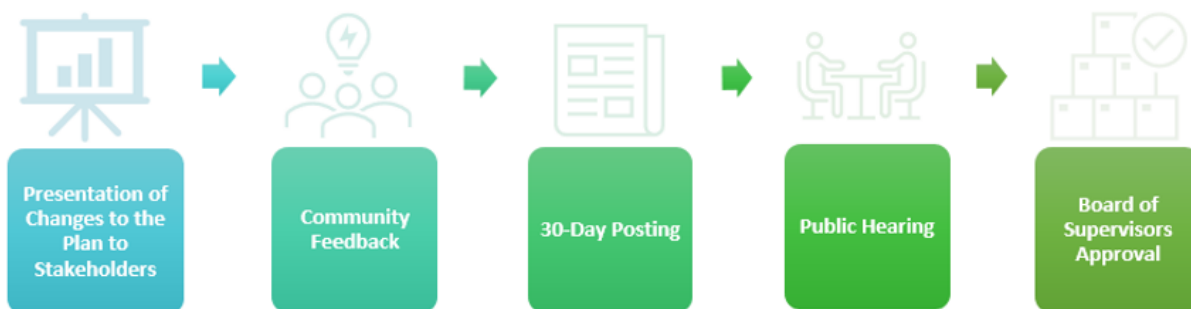 Presentation of
Changes to the
Plan to
Stakeholders
Community
Feedback
30-Day Posting
Public Hearing
Board of
Supervisors
Approval